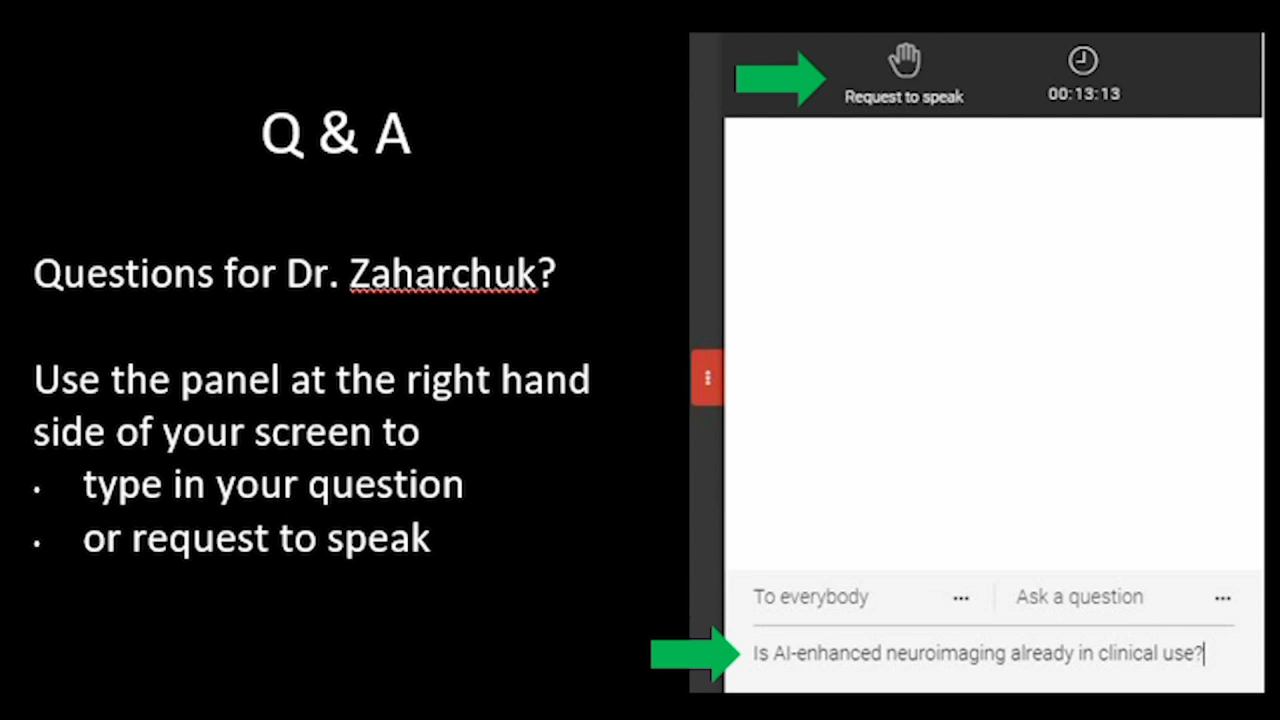 Q & A
Questions for Dr. Zaharchuk?
Use the panel at the right hand
side of your screen to
· type in your question
· or request to speak
Request to speak
00:13:13
To everybody ... Ask a question ...
Is AI-enhanced neuroimaging already in clinical use?